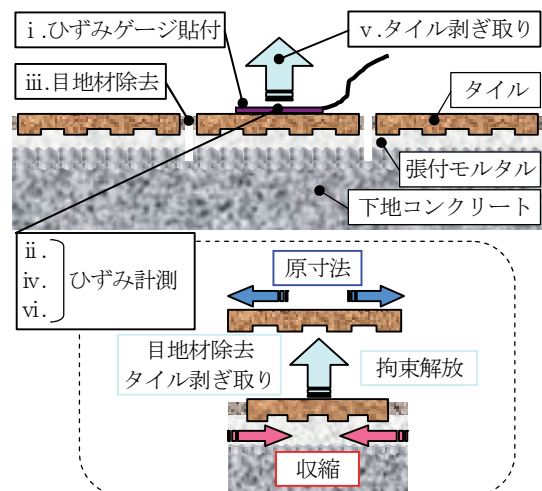 ⅰ.ひずみゲージ貼付
ⅴ.タイル剥ぎ取り
ⅲ.目地材除去
タイル
張付モルタル
下地コンクリート
ⅱ.
ⅳ.
ⅵ.
ひずみ計測
原寸法
目地材除去
タイル剥ぎ取り
拘束解放
収縮